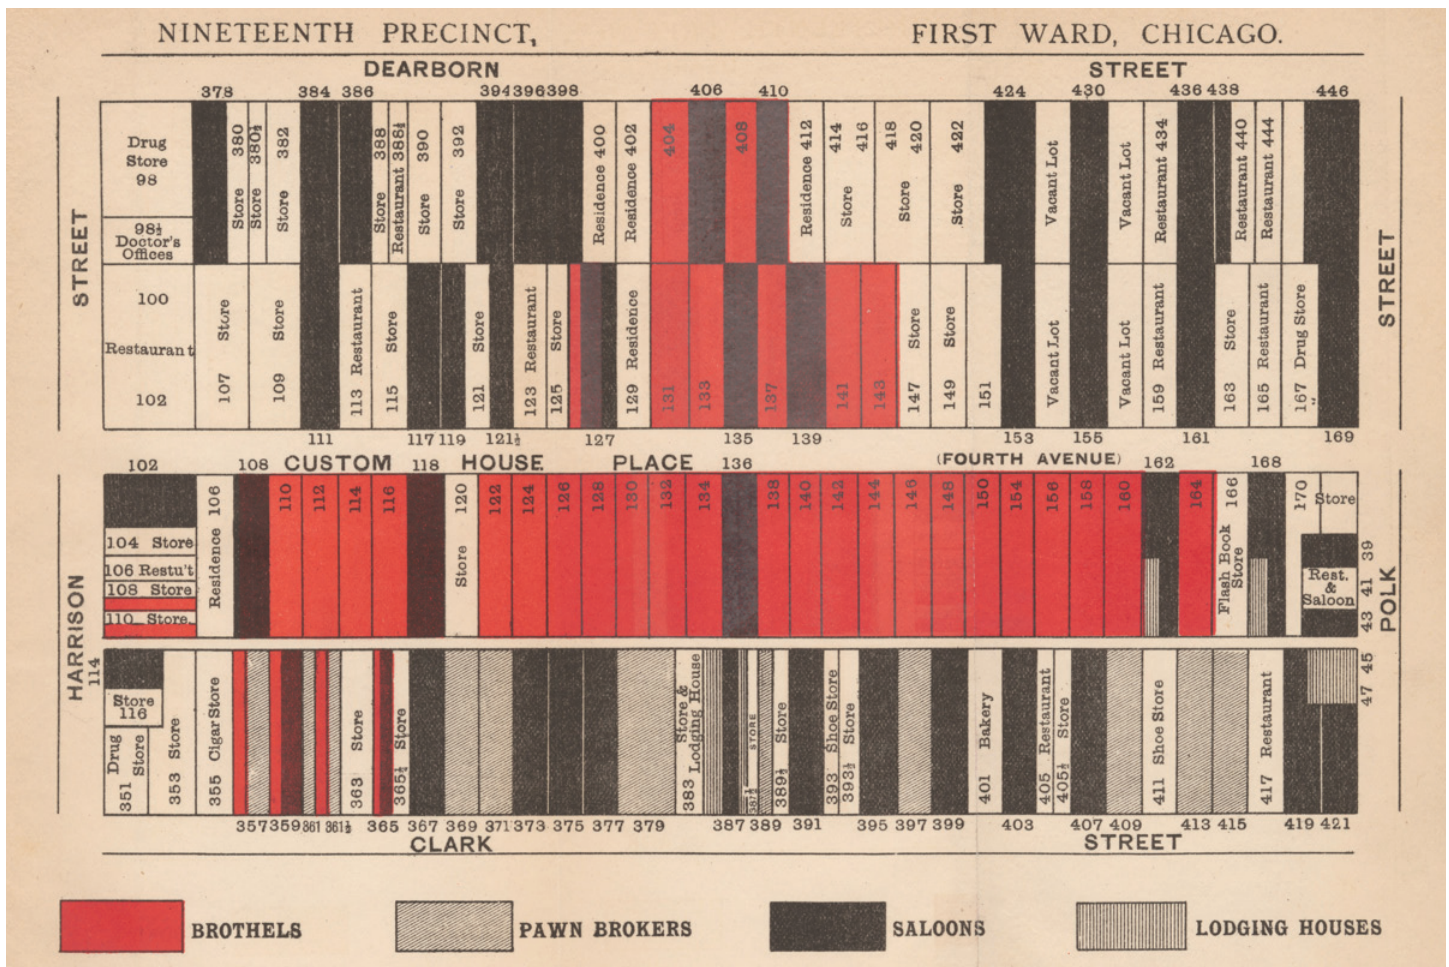 NINETEENTH PRECINCT, FIRST WARD, CHICAGO.
DEARBORN STREET
378 384 386 394 396 398 406 410 424 430 436 438 446
STREET
Drug
Store
98
98½
Doctor's
Offices
Store 380
Store 380½
Store 382
Store 388
Restaurant 388½
Store 390
Store 392
Residence 400
Residence 402
404
408
Residence 412
Store 414
416
418
Store 420
Store 422
Vacant Lot
Vacant Lot
Restaurant 434
Restaurant 440
Restaurant 444
STREET
100
Restaurant
102
107 Store
109 Store
113 Restaurant
115 Store
121 Store
123 Restaurant
125 Store
129 Residence
131
133
137
141
143
147 Store
149 Store
151
Vacant Lot
Vacant Lot
159 Restaurant
163 Store
165 Restaurant
167 Drug Store
111 117 119 121½ 127 135 139 153 155 161 169
102 108 CUSTOM 118 HOUSE PLACE 136 (FOURTH AVENUE) 162 168
HARRISON
104 Store
106 Restu't
108 Store
110 Store.
Residence 106
110
112
114
116
Store 120
122
124
126
128
130
132
134
138
140
142
144
146
148
150
154
156
158
160
164
Flash Book
Store
166
170
Store
Rest.
&
Saloon
39
41
43
POLK
114
Store
116
351 Drug
Store
353 Store
355 Cigar Store
363 Store
365½ Store
383 Store &
Lodging House
387½ STORE
389½ Store
393 Shoe Store
393½ Store
401 Bakery
405 Restaurant
405½ Store
411 Shoe Store
417 Restaurant
45
47
357 359 361 361½ 365 367 369 371 373 375 377 379 387 389 391 395 397 399 403 407 409 413 415 419 421
CLARK STREET
BROTHELS PAWN BROKERS SALOONS LODGING HOUSES